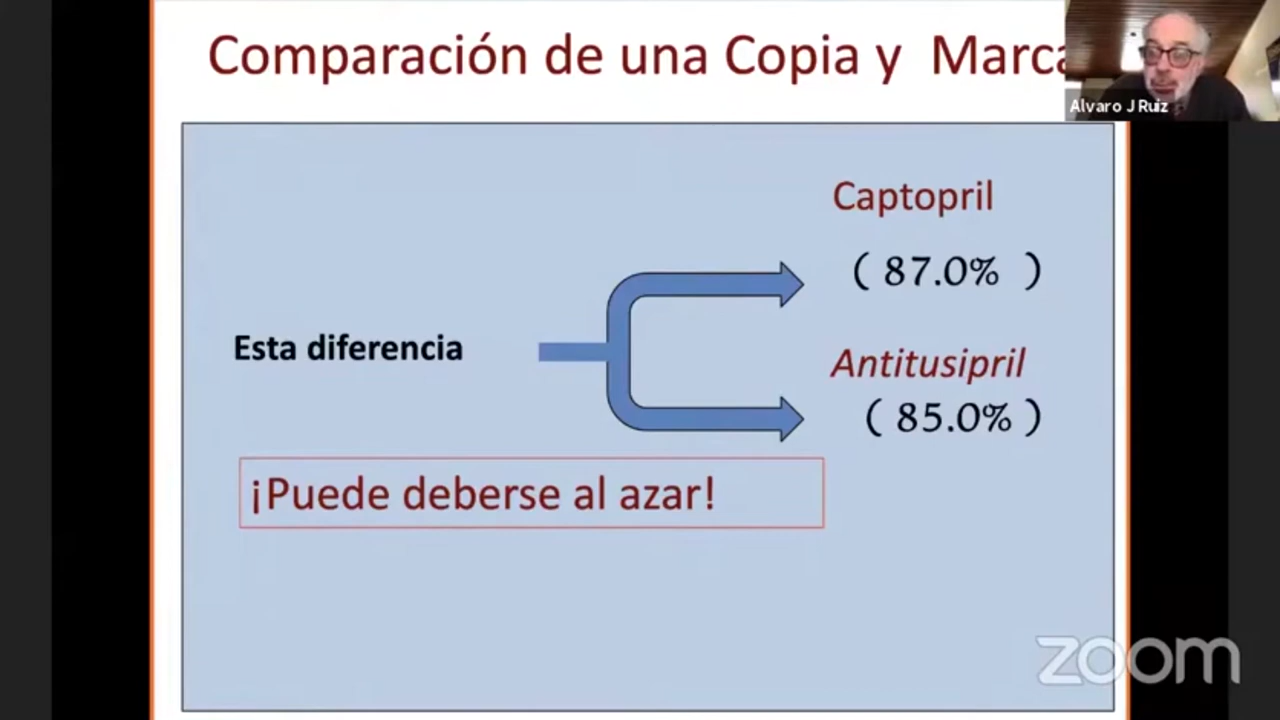 Comparación de una Copia y Marca
Alvaro J Ruiz
Captopril
( 87.0% )
Esta diferencia
Antitusipril
( 85.0% )
¡Puede deberse al azar!
zoom